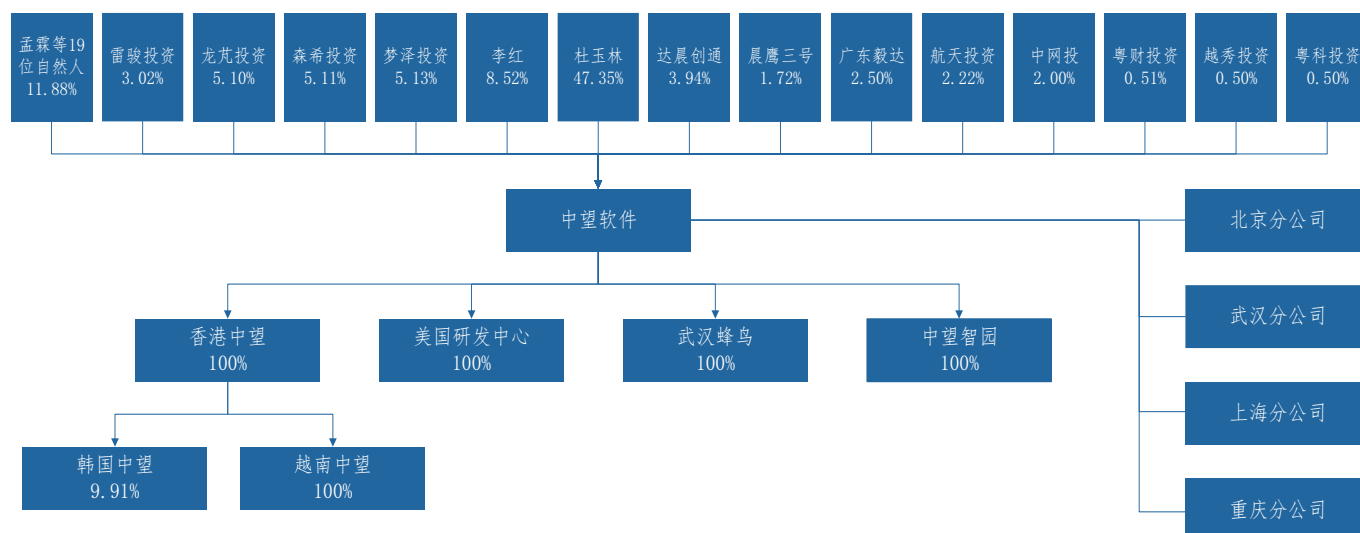 孟霖等19
位自然人
11.88%
雷骏投资
3.02%
龙芃投资
5.10%
森希投资
5.11%
梦泽投资
5.13%
李红
8.52%
杜玉林
47.35%
达晨创通
3.94%
晨鹰三号
1.72%
广东毅达
2.50%
航天投资
2.22%
中网投
2.00%
粤财投资
0.51%
越秀投资
0.50%
粤科投资
0.50%
中望软件
北京分公司
武汉分公司
香港中望
100%
美国研发中心
100%
武汉蜂鸟
100%
中望智园
100%
上海分公司
韩国中望
9.91%
越南中望
100%
重庆分公司